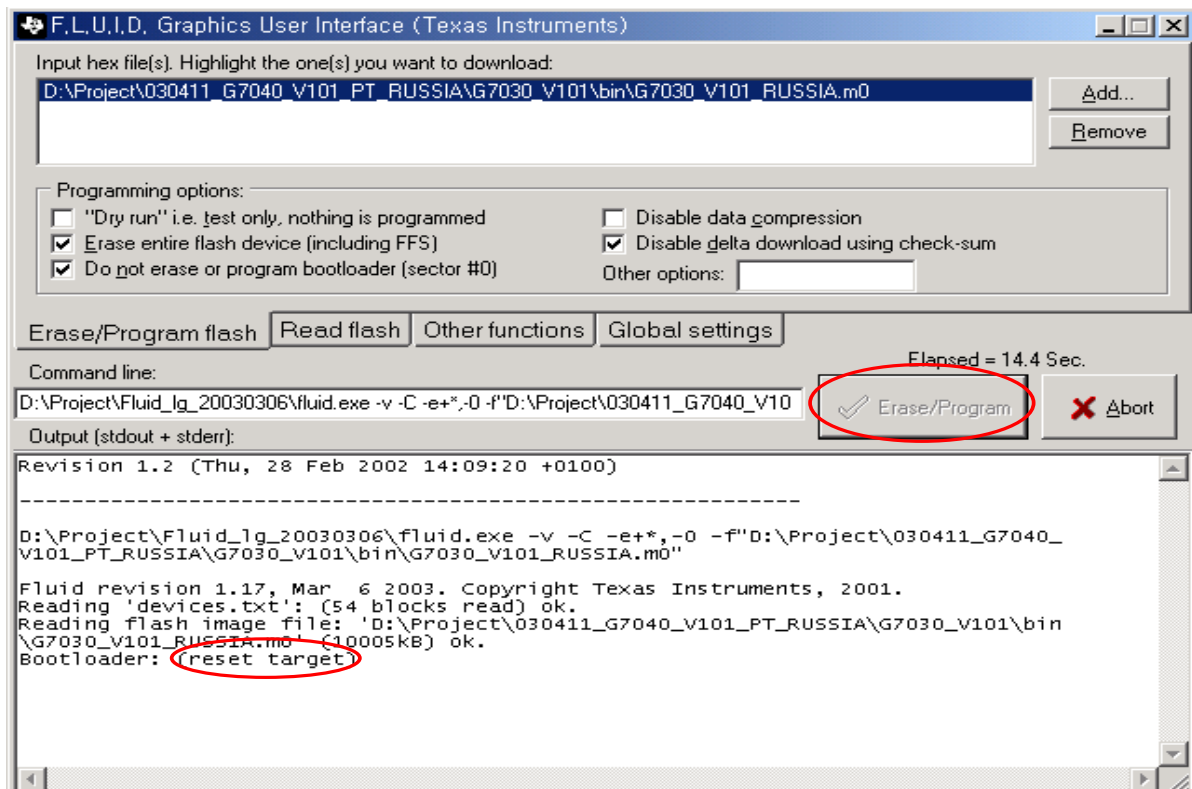 F,L,U,I,D, Graphics User Interface (Texas Instruments)
Input hex file(s). Highlight the one(s) you want to download:
D:\Project\030411_G7040_V101_PT_RUSSIA\G7030_V101\bin\G7030_V101_RUSSIA.m0
Add...
Remove
Programming options:
"Dry run" i.e. test only, nothing is programmed
Disable data compression
Erase entire flash device (including FFS)
Disable delta download using check-sum
Do not erase or program bootloader (sector #0)
Other options:
Erase/Program flash
Read flash
Other functions
Global settings
Elapsed = 14.4 Sec.
Command line:
D:\Project\Fluid_lg_20030306\fluid.exe -v -C -e+*,-0 -f"D:\Project\030411_G7040_V10
Erase/Program
Abort
Output (stdout + stderr):
Revision 1.2 (Thu, 28 Feb 2002 14:09:20 +0100)
------------------------------------------------------------
D:\Project\Fluid_lg_20030306\fluid.exe -v -C -e+*,-0 -f"D:\Project\030411_G7040_
V101_PT_RUSSIA\G7030_V101\bin\G7030_V101_RUSSIA.m0"
Fluid revision 1.17, Mar  6 2003. Copyright Texas Instruments, 2001.
Reading 'devices.txt': (54 blocks read) ok.
Reading flash image file: 'D:\Project\030411_G7040_V101_PT_RUSSIA\G7030_V101\bin
\G7030_V101_RUSSIA.m0' (10005kB) ok.
Bootloader: (reset target)